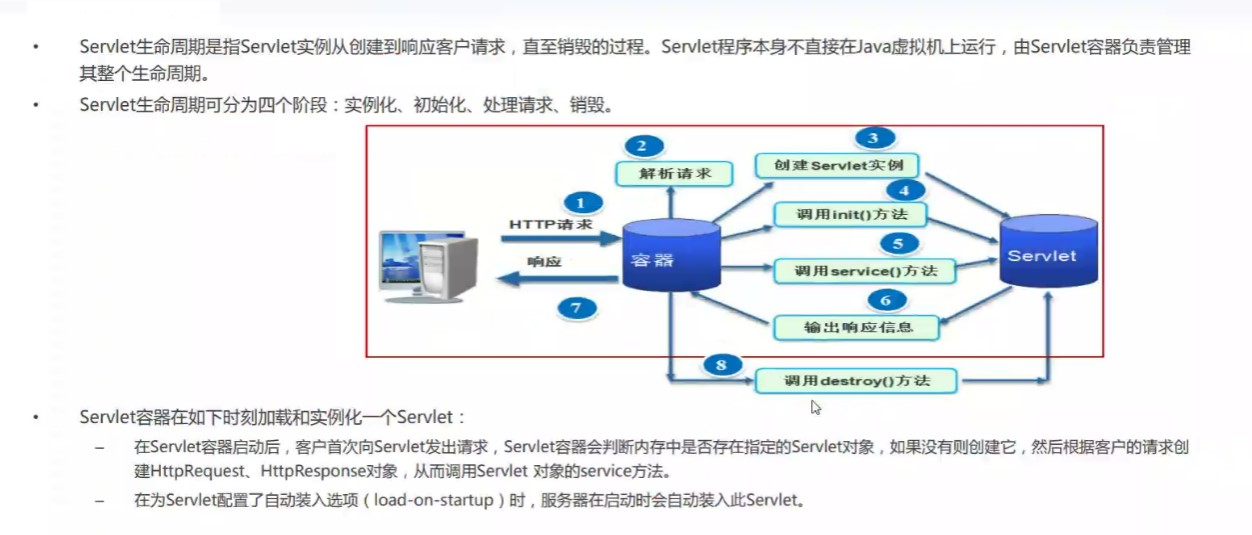 • Servlet生命周期是指Servlet实例从创建到响应客户请求，直至销毁的过程。Servlet程序本身不直接在Java虚拟机上运行，由Servlet容器负责管理
其整个生命周期。
• Servlet生命周期可分为四个阶段：实例化、初始化、处理请求、销毁。
2
解析请求
3
创建Servlet实例
1
HTTP请求
4
调用init()方法
容器
响应
5
调用service()方法
Servlet
7
6
输出响应信息
8
调用destroy()方法
• Servlet容器在如下时刻加载和实例化一个Servlet：
– 在Servlet容器启动后，客户首次向Servlet发出请求，Servlet容器会判断内存中是否存在指定的Servlet对象，如果没有则创建它，然后根据客户的请求创
建HttpRequest、HttpResponse对象，从而调用Servlet 对象的service方法。
– 在为Servlet配置了自动装入选项（load-on-startup）时，服务器在启动时会自动装入此Servlet。